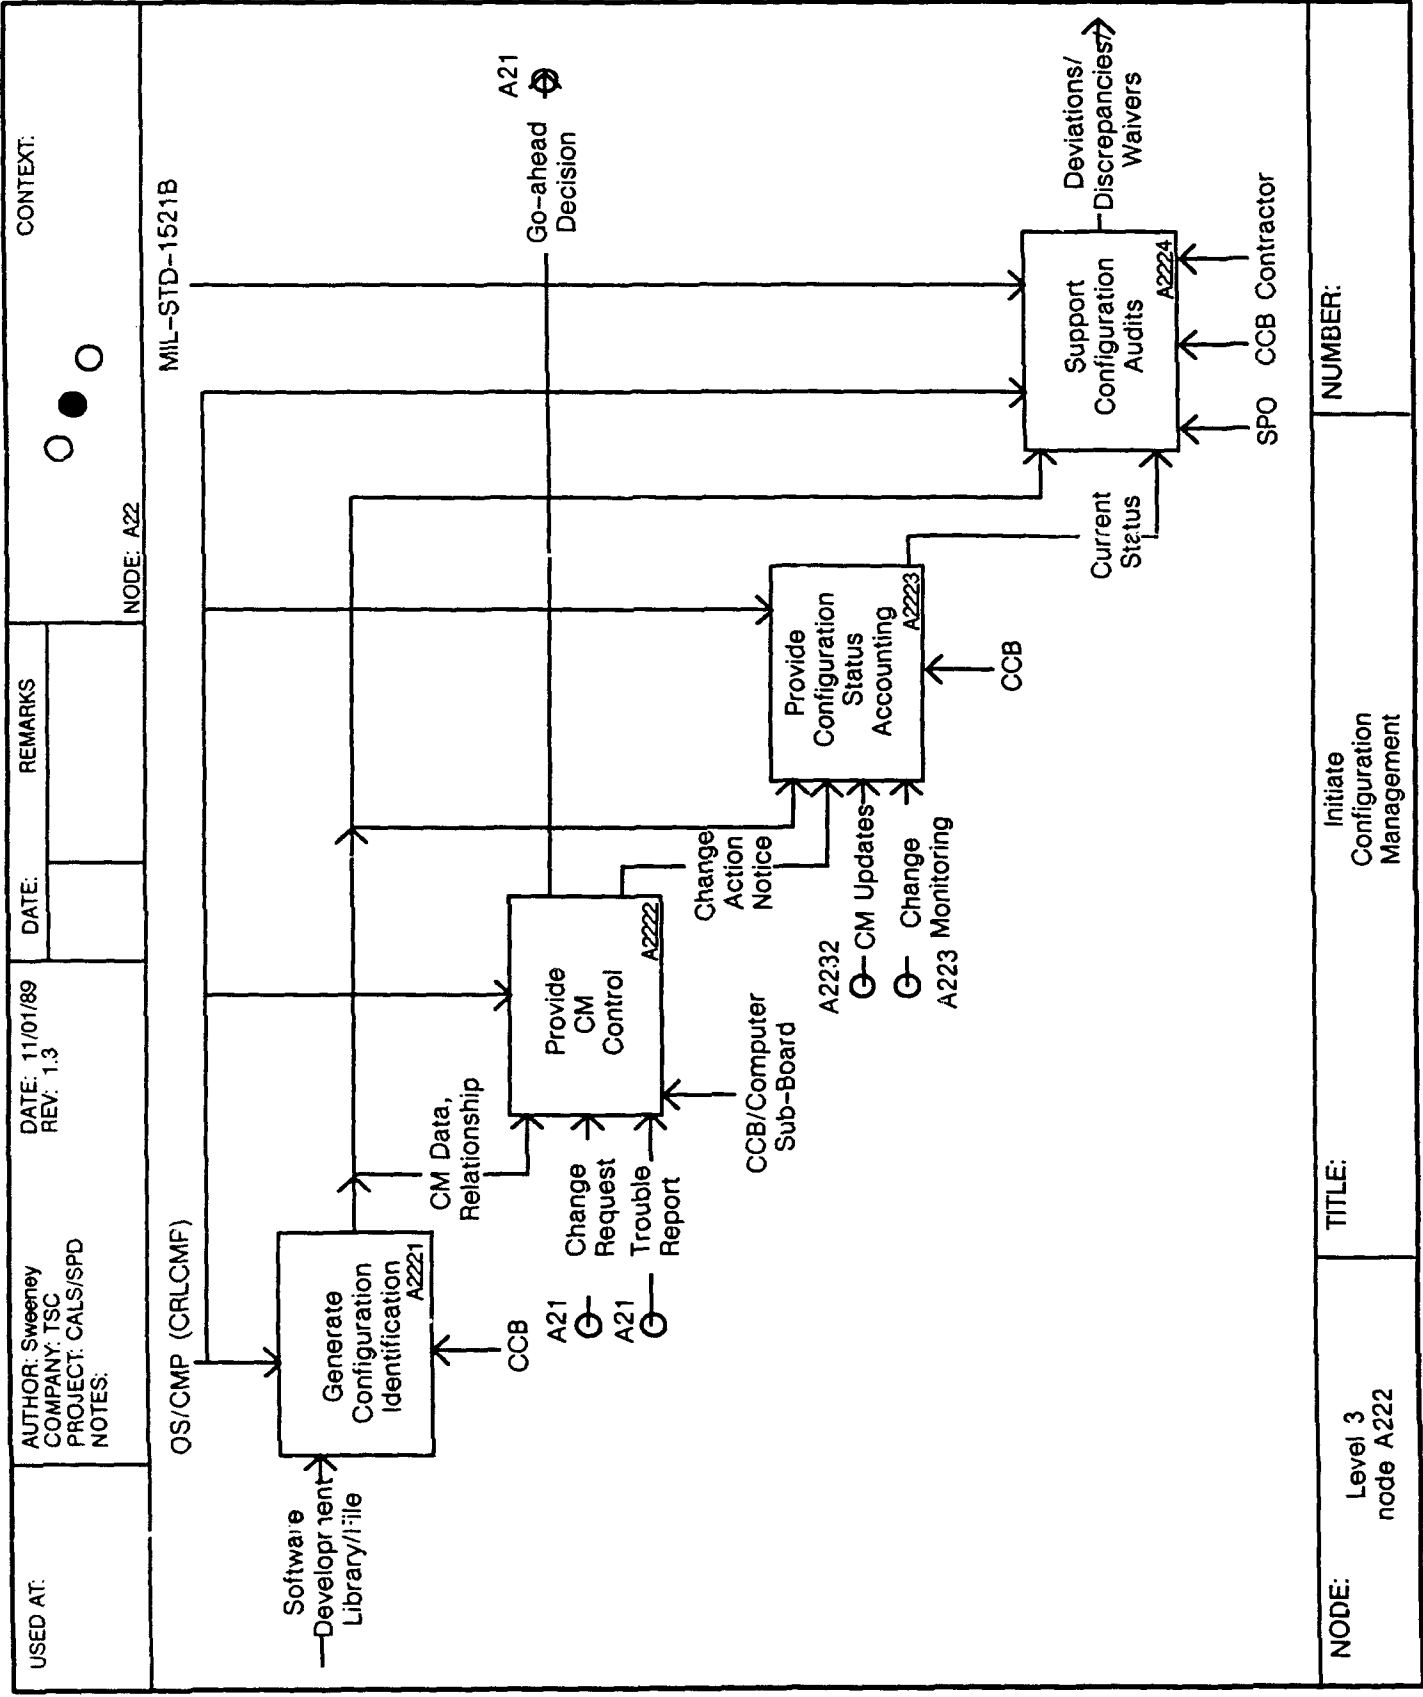 USED AT:
AUTHOR: Sweeney
COMPANY: TSC
PROJECT: CALS/SPD
NOTES:
DATE: 11/01/89
REV: 1.3
DATE:
REMARKS
NODE: A22
CONTEXT:
OS/CMP (CRLCMP)
MIL-STD-1521B
Software
Development
Library/File
Generate
Configuration
Identification
A2221
CCB
CM Data,
Relationship
A21
Change
Request
A21
Trouble
Report
Provide
CM
Control
A2222
CCB/Computer
Sub-Board
Go-ahead
Decision
A21
Change
Action
Notice
A2232
CM Updates
Change
A223 Monitoring
Provide
Configuration
Status
Accounting
A2223
CCB
Current
Status
Support
Configuration
Audits
A2224
SPO CCB Contractor
Deviations/
Discrepancies/
Waivers
NODE:
Level 3
node A222
TITLE:
Initiate
Configuration
Management
NUMBER: